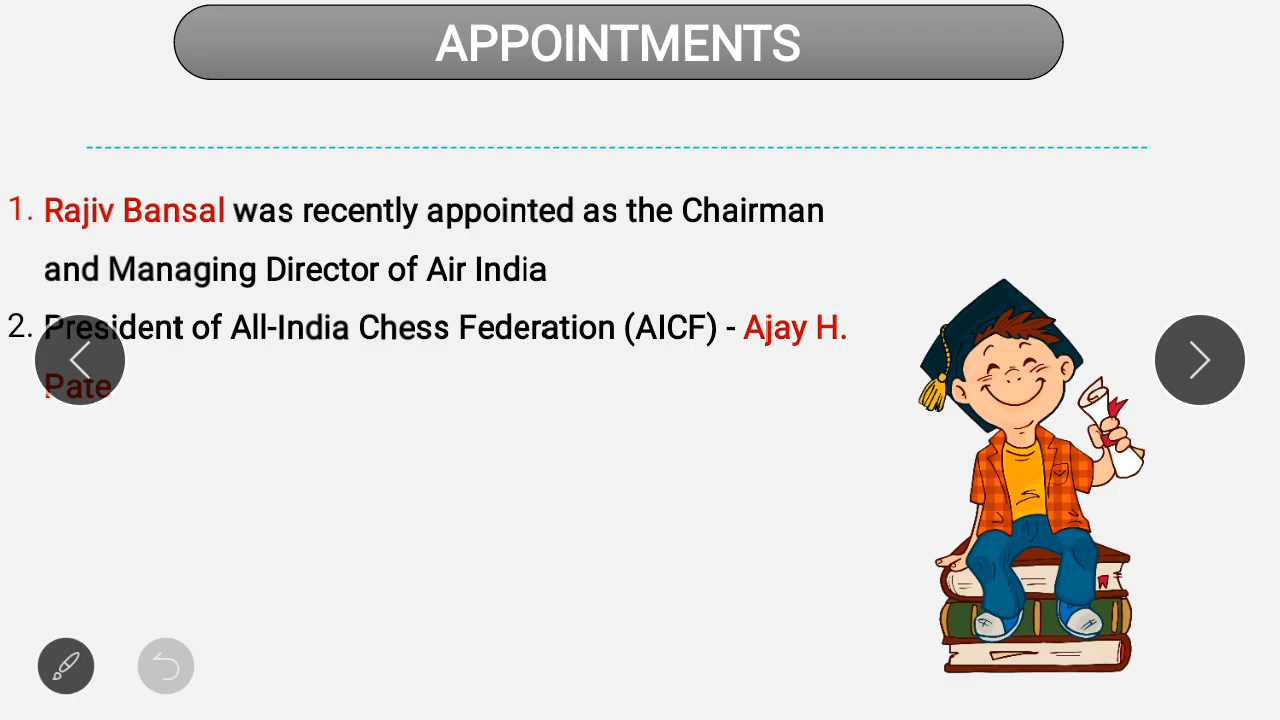 APPOINTMENTS
1. Rajiv Bansal was recently appointed as the Chairman
and Managing Director of Air India
2. President of All-India Chess Federation (AICF) - Ajay H.
Pate